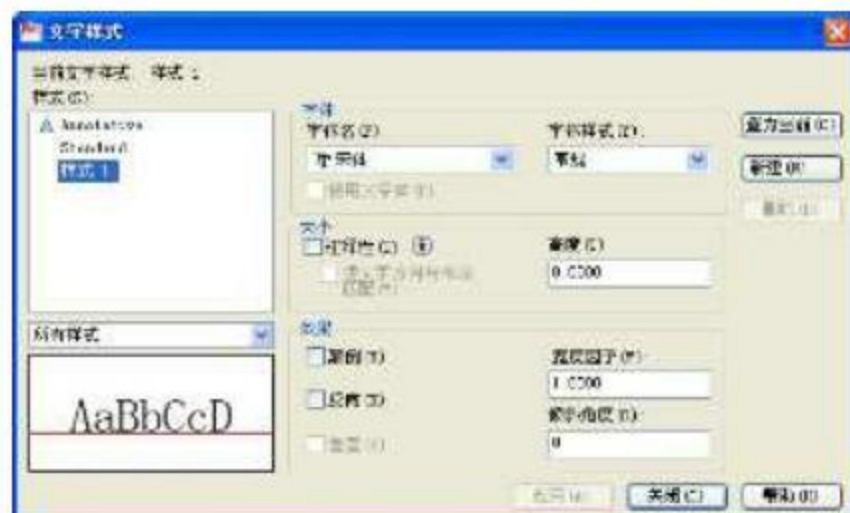 文字样式
当前文字样式: 样式 1
样式(S):
Annotative
Standard
样式 1
所有样式
AaBbCcD
字体
字体名(F):
宋体
字体样式(Y):
常规
使用大字体(U)
大小
注释性(I)
高度(T)
0.0000
效果
颠倒(E)
反向(K)
垂直(V)
宽度因子(W):
1.0000
倾斜角度(O):
0
置为当前(C)
新建(N)
删除(D)
应用(A)
关闭(C)
帮助(H)